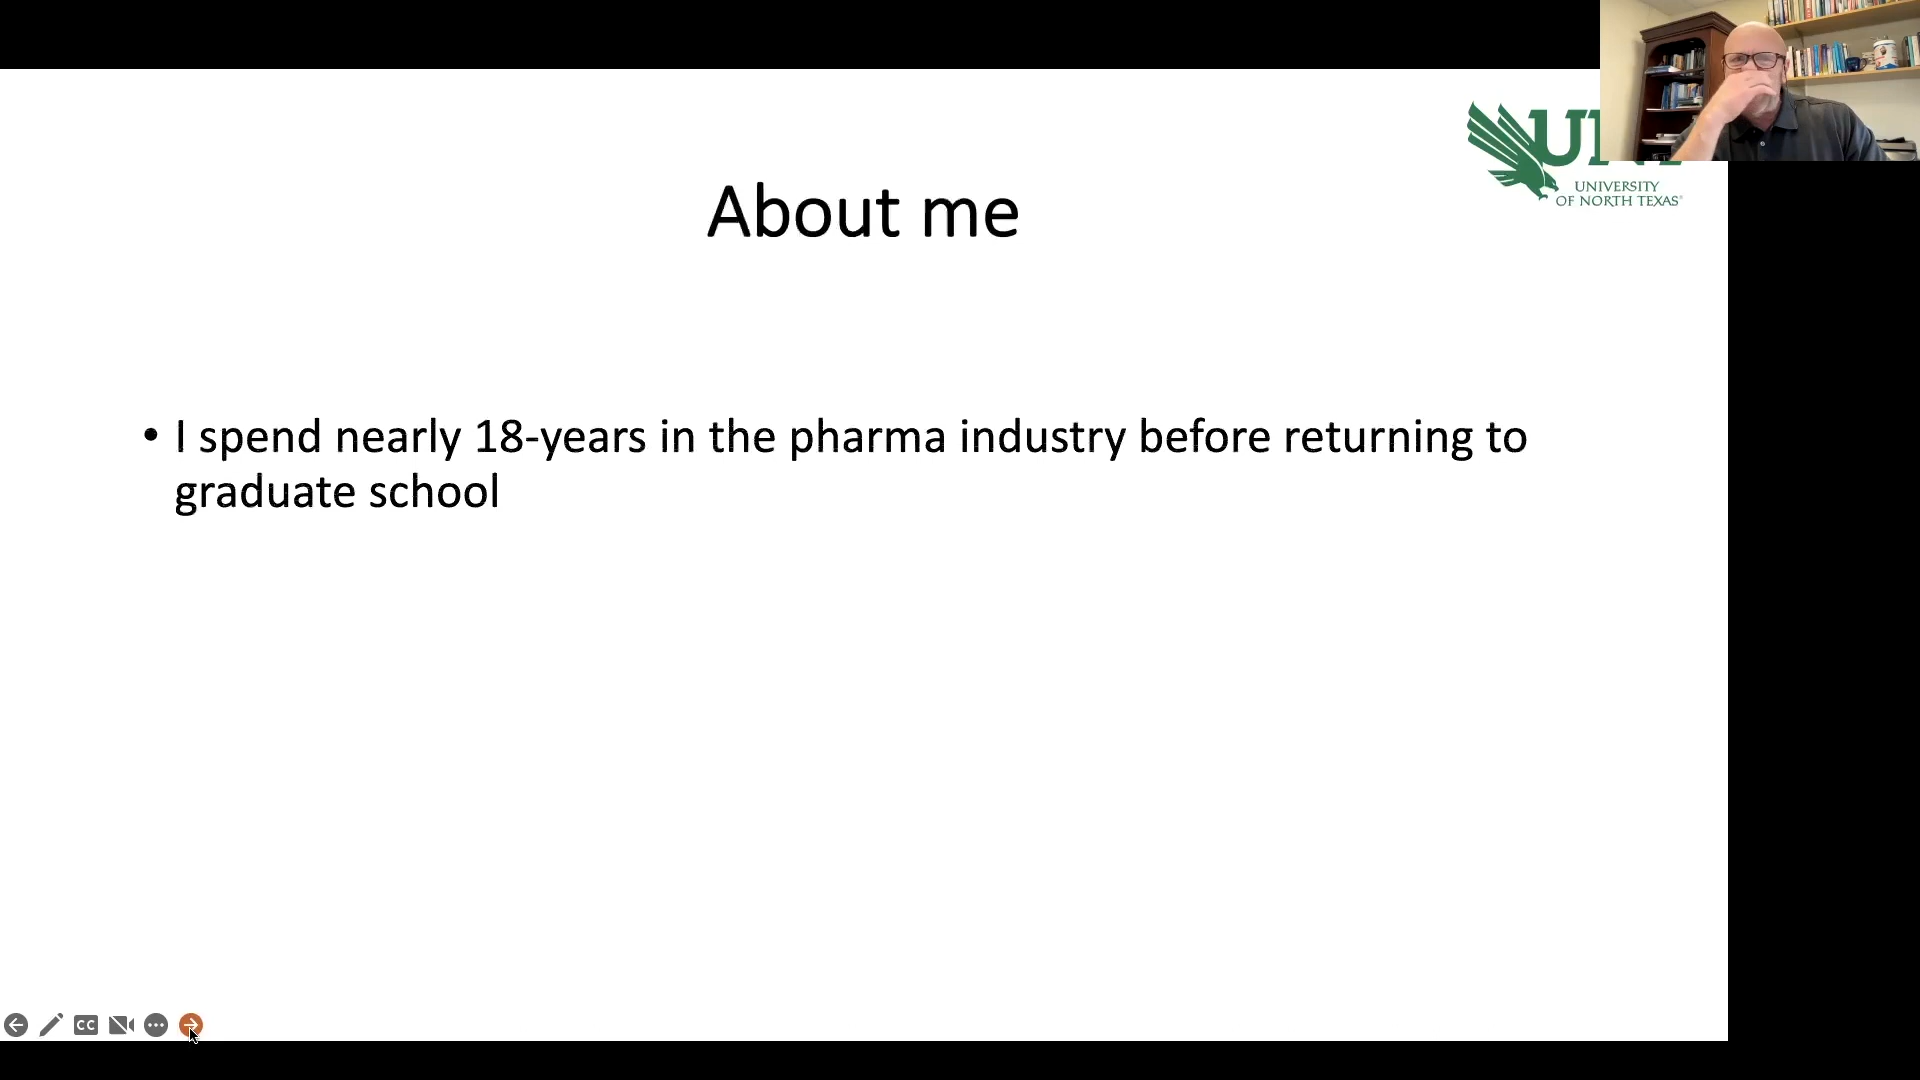 UNIVERSITY
OF NORTH TEXAS®
About me
• I spend nearly 18-years in the pharma industry before returning to
graduate school
CC